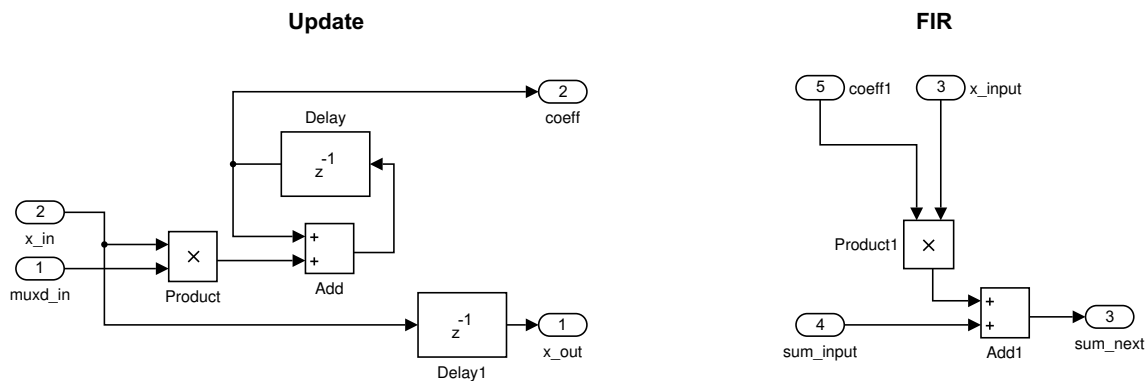 Update
FIR
2
coeff
Delay
z-1
2
x_in
1
muxd_in
×
Product
+
+
Add
z-1
Delay1
1
x_out
5
coeff1
3
x_input
Product1
×
4
sum_input
+
+
Add1
3
sum_next